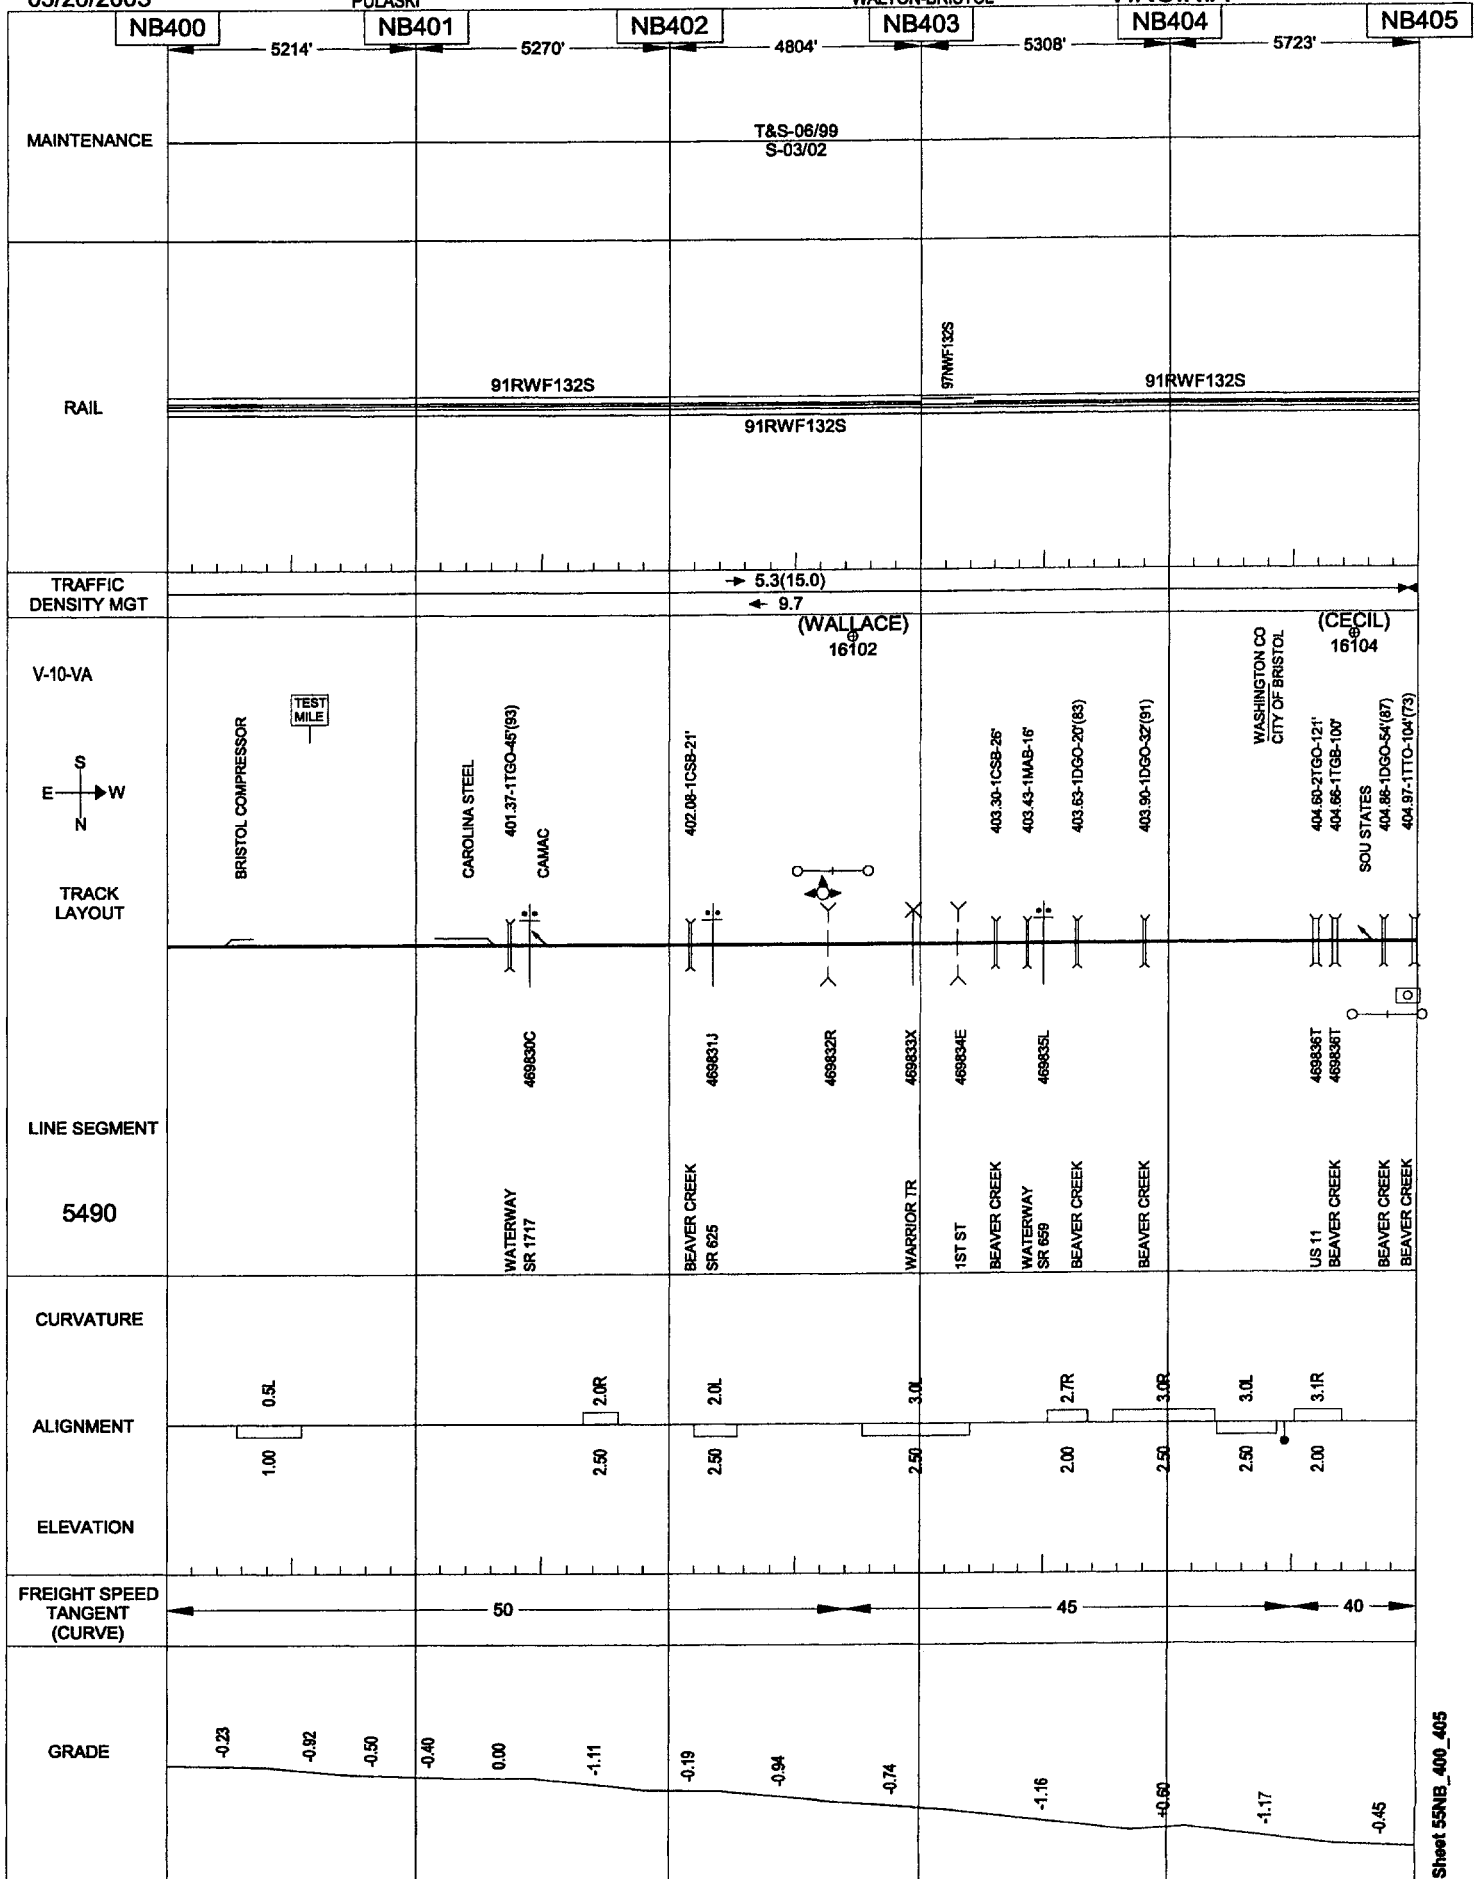 NB400 NB401 NB402 NB403 NB404 NB405
5214' 5270' 4804' 5308' 5723'
MAINTENANCE
T&S-06/99
S-03/02
RAIL
91RWF132S
97NWF132S
91RWF132S
91RWF132S
TRAFFIC
DENSITY MGT
5.3(15.0)
9.7
V-10-VA
(WALLACE)
16102
(CECIL)
16104
WASHINGTON CO
CITY OF BRISTOL
TEST
MILE
S
E W
N
TRACK
LAYOUT
BRISTOL COMPRESSOR
CAROLINA STEEL
401.37-1TGO-45'(93)
CAMAC
402.08-1CSB-21'
403.30-1CSB-26'
403.43-1MAB-16'
403.63-1DGO-20'(83)
403.90-1DGO-32'(91)
404.60-2TGO-121'
404.66-1TGB-100'
SOU STATES
404.86-1DGO-54'(87)
404.97-1TTO-104'(73)
469830C
469831J
469832R
469833X
469834E
469835L
469836T
469836T
LINE SEGMENT
5490
WATERWAY
SR 1717
BEAVER CREEK
SR 625
WARRIOR TR
1ST ST
BEAVER CREEK
WATERWAY
SR 659
BEAVER CREEK
BEAVER CREEK
US 11
BEAVER CREEK
BEAVER CREEK
BEAVER CREEK
CURVATURE
0.5L 2.0R 2.0L 3.0L 2.7R 3.0R 3.0L 3.1R
ALIGNMENT
1.00 2.50 2.50 2.50 2.00 2.50 2.50 2.00
ELEVATION
FREIGHT SPEED
TANGENT
(CURVE)
50 45 40
GRADE
-0.23 -0.92 -0.50 -0.40 0.00 -1.11 -0.19 -0.94 -0.74 -1.16 +0.60 -1.17 -0.45
Sheet 55NB_400_405